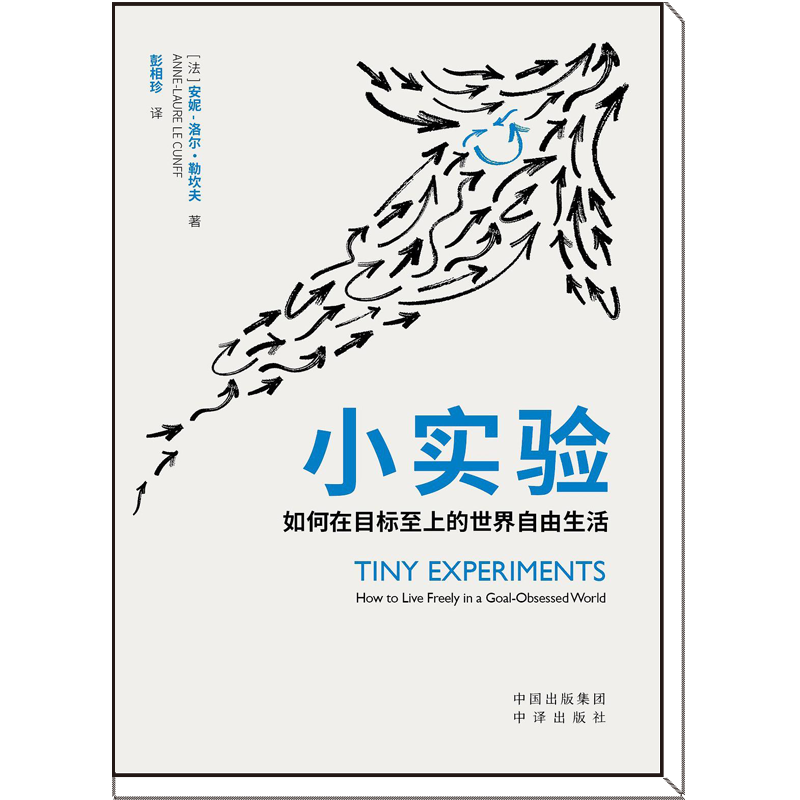 [法]安妮-洛尔·勒坎夫 著
ANNE-LAURE LE CUNFF
彭相珍 译
小实验
如何在目标至上的世界自由生活
TINY EXPERIMENTS
How to Live Freely in a Goal-Obsessed World
中国出版集团
中译出版社